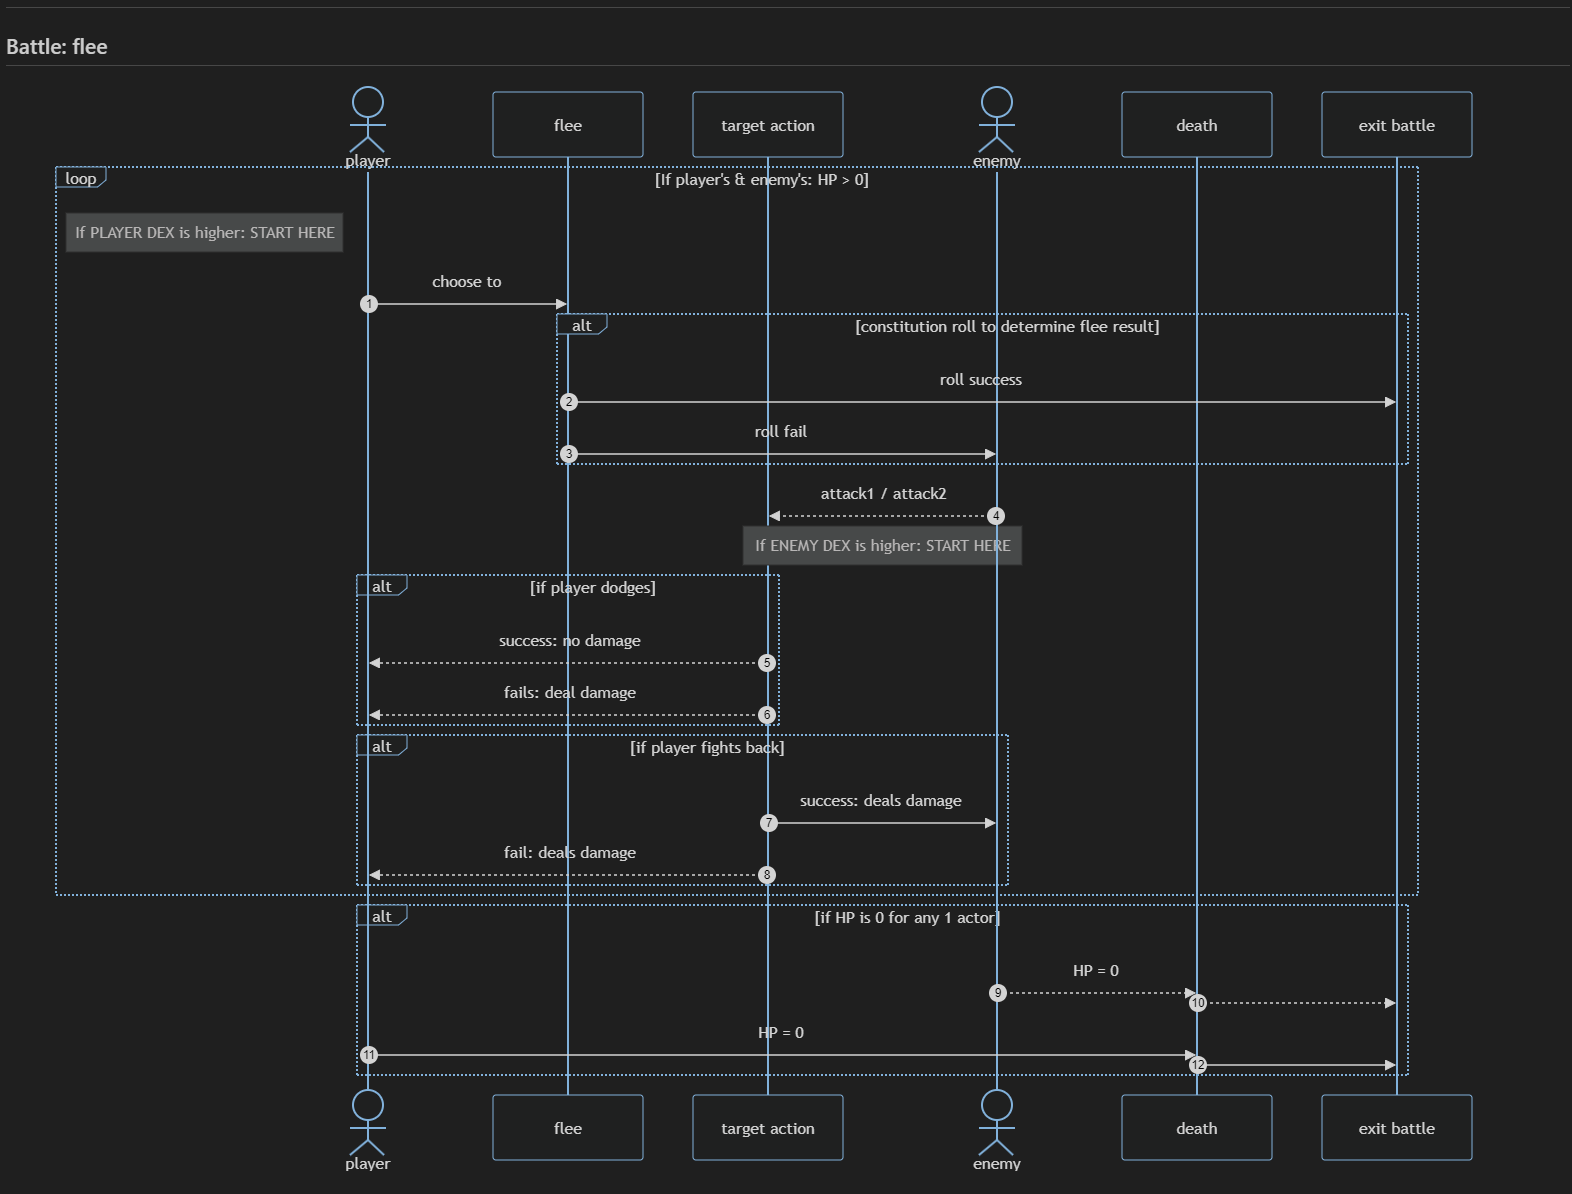 Battle: flee
player
flee
target action
enemy
death
exit battle
loop
[If player's & enemy's: HP > 0]
If PLAYER DEX is higher: START HERE
choose to
1
alt
[constitution roll to determine flee result]
roll success
2
roll fail
3
attack1 / attack2
4
If ENEMY DEX is higher: START HERE
alt
[if player dodges]
success: no damage
5
fails: deal damage
6
alt
[if player fights back]
success: deals damage
7
fail: deals damage
8
alt
[if HP is 0 for any 1 actor]
HP = 0
9
10
HP = 0
11
12
player
flee
target action
enemy
death
exit battle